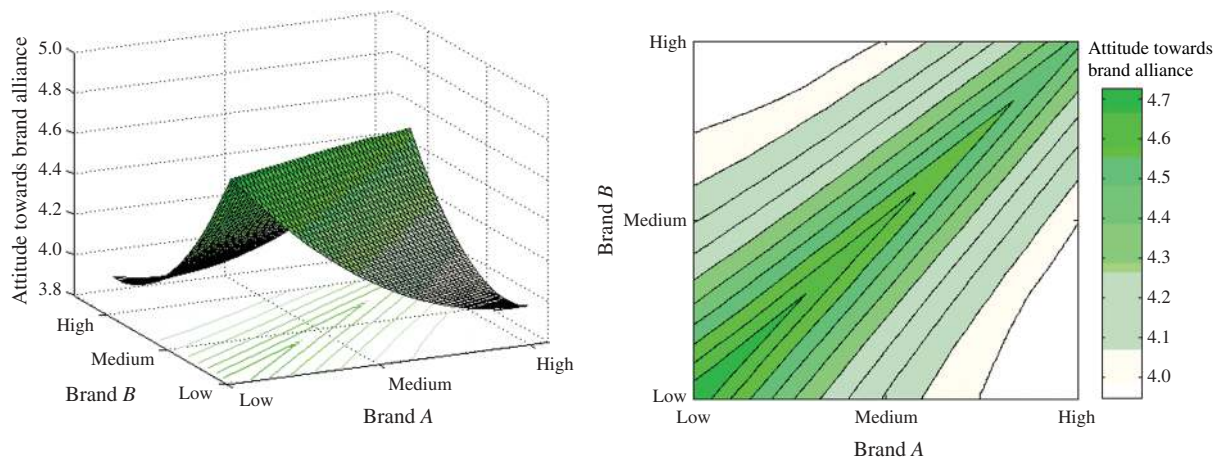 Attitude towards brand alliance
5.0
4.8
4.6
4.4
4.2
4.0
3.8
High
Medium
Low
Brand B
Low
Medium
High
Brand A
High
Medium
Low
Brand B
Low
Medium
High
Brand A
Attitude towards
brand alliance
4.7
4.6
4.5
4.4
4.3
4.2
4.1
4.0